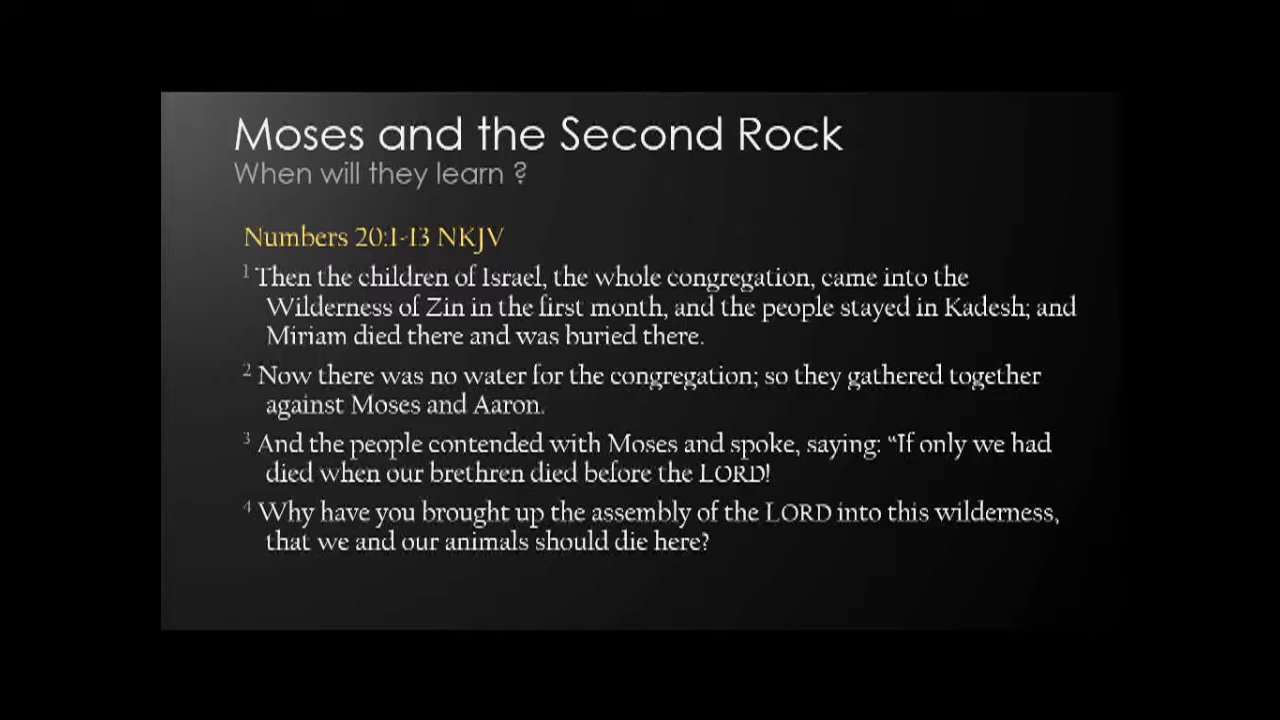 Moses and the Second Rock
When will they learn ?
Numbers 20:1-13 NKJV
1 Then the children of Israel, the whole congregation, came into the
Wilderness of Zin in the first month, and the people stayed in Kadesh; and
Miriam died there and was buried there.
2 Now there was no water for the congregation; so they gathered together
against Moses and Aaron.
3 And the people contended with Moses and spoke, saying: “If only we had
died when our brethren died before the LORD!
4 Why have you brought up the assembly of the LORD into this wilderness,
that we and our animals should die here?